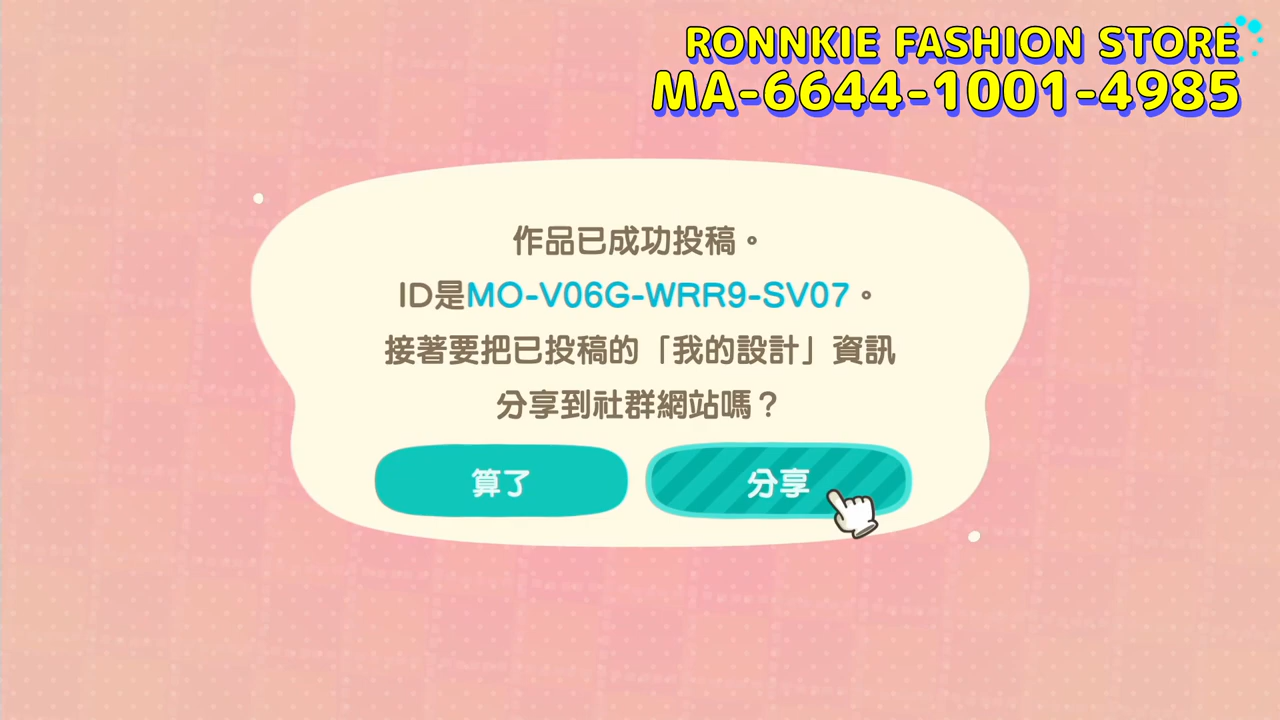 RONNKIE FASHION STORE
MA-6644-1001-4985
作品已成功投稿。
ID是MO-V06G-WRR9-SV07。
接著要把已投稿的「我的設計」資訊
分享到社群網站嗎？
算了
分享